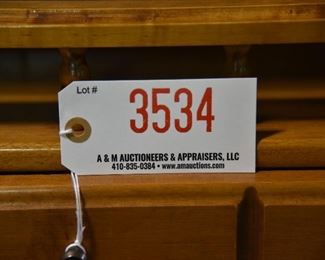 Lot #
3534
A & M AUCTIONEERS & APPRAISERS, LLC
410-835-0384 • www.amauctions.com